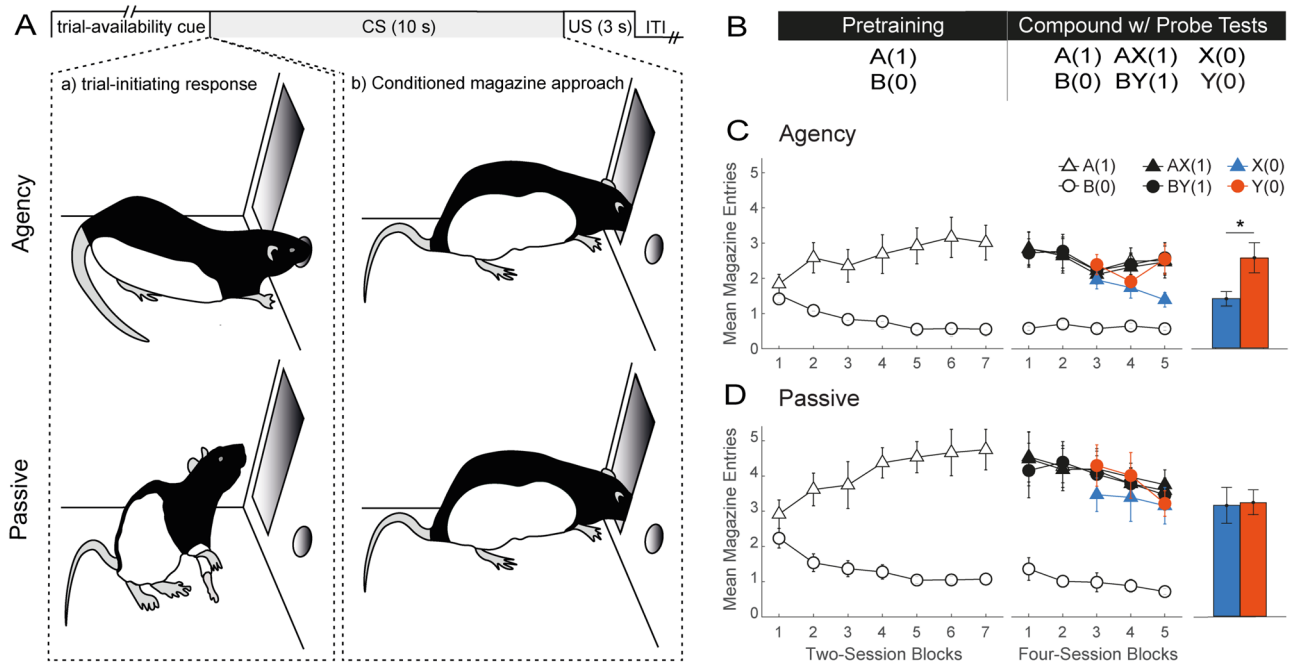 A
trial-availability cue
CS (10 s)
US (3 s)
ITI
a) trial-initiating response
b) Conditioned magazine approach
Agency
Passive
B
Pretraining
Compound w/ Probe Tests
A(1)
A(1) AX(1) X(0)
B(0)
B(0) BY(1) Y(0)
C
Agency
A(1) AX(1) X(0)
B(0) BY(1) Y(0)
*
Mean Magazine Entries
5
4
3
2
1
0
1 2 3 4 5 6 7
1 2 3 4 5
D
Passive
Mean Magazine Entries
5
4
3
2
1
0
1 2 3 4 5 6 7
1 2 3 4 5
Two-Session Blocks
Four-Session Blocks